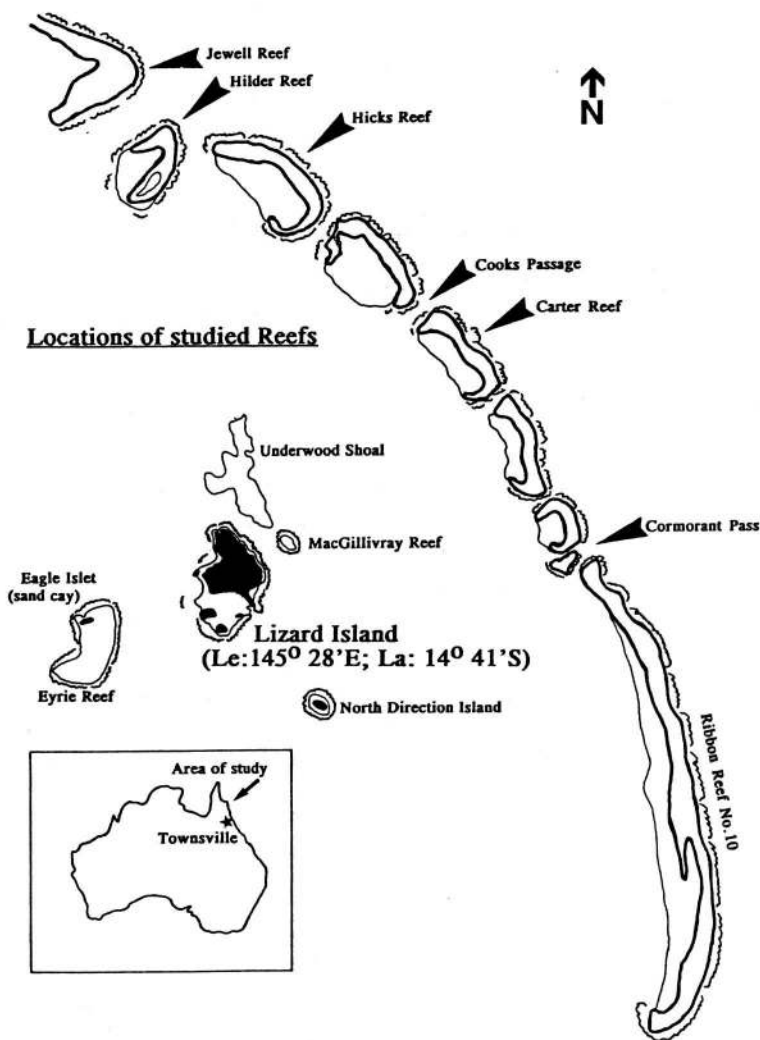 Jewell Reef
Hilder Reef
Hicks Reef
N
Cooks Passage
Carter Reef
Locations of studied Reefs
Underwood Shoal
MacGillivray Reef
Cormorant Pass
Eagle Islet
(sand cay)
Eyrie Reef
Lizard Island
(Le:145° 28'E; La: 14° 41'S)
North Direction Island
Ribbon Reef No.10
Area of study
Townsville